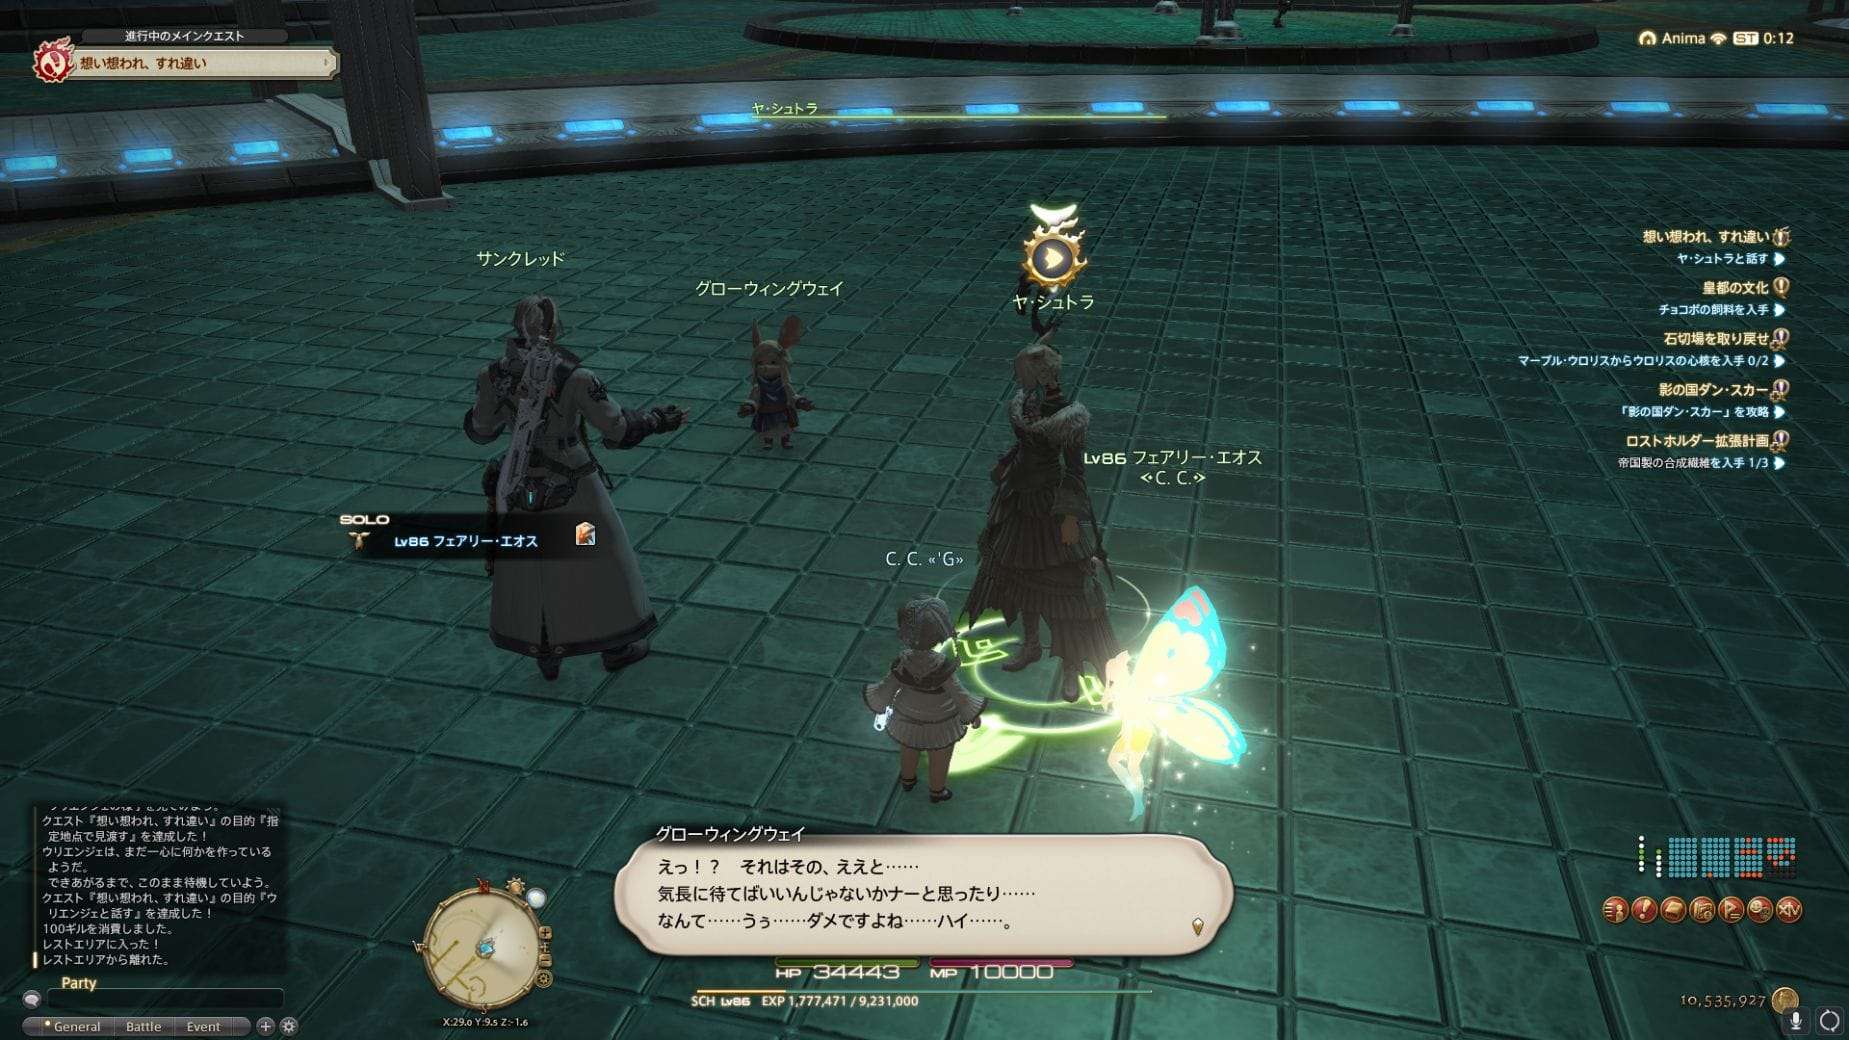 進行中のメインクエスト
想い想われ、すれ違い
Anima ST 0:12
ヤ・シュトラ
想い想われ、すれ違い
ヤ・シュトラと話す
皇都の文化
チョコボの飼料を入手
石切場を取り戻せ
マーブル・ウロリスからウロリスの心核を入手 0/2
影の国ダン・スカー
「影の国ダン・スカー」を攻略
ロストホルダー拡張計画
帝国製の合成繊維を入手 1/3
サンクレッド
グローウィングウェイ
ヤ・シュトラ
Lv86 フェアリー・エオス
C. C.
SOLO
Lv86 フェアリー・エオス
C. C. «'G»
グローウィングウェイ
えっ！？　それはその、ええと……
気長に待てばいいんじゃないかナーと思ったり……
なんて……うぅ……ダメですよね……ハイ……。
クエスト『想い想われ、すれ違い』の目的『指
定地点で見渡す』を達成した！
ウリエンジェは、まだ一心に何かを作っている
ようだ。
できあがるまで、このまま待機していよう。
クエスト『想い想われ、すれ違い』の目的『ウ
リエンジェと話す』を達成した！
100ギルを消費しました。
レストエリアに入った！
レストエリアから離れた。
Party
General Battle Event
X:29.0 Y:9.5 Z:-1.6
HP 34443 MP 10000
SCH Lv86 EXP 1,777,471 / 9,231,000
XIV
10,535,927